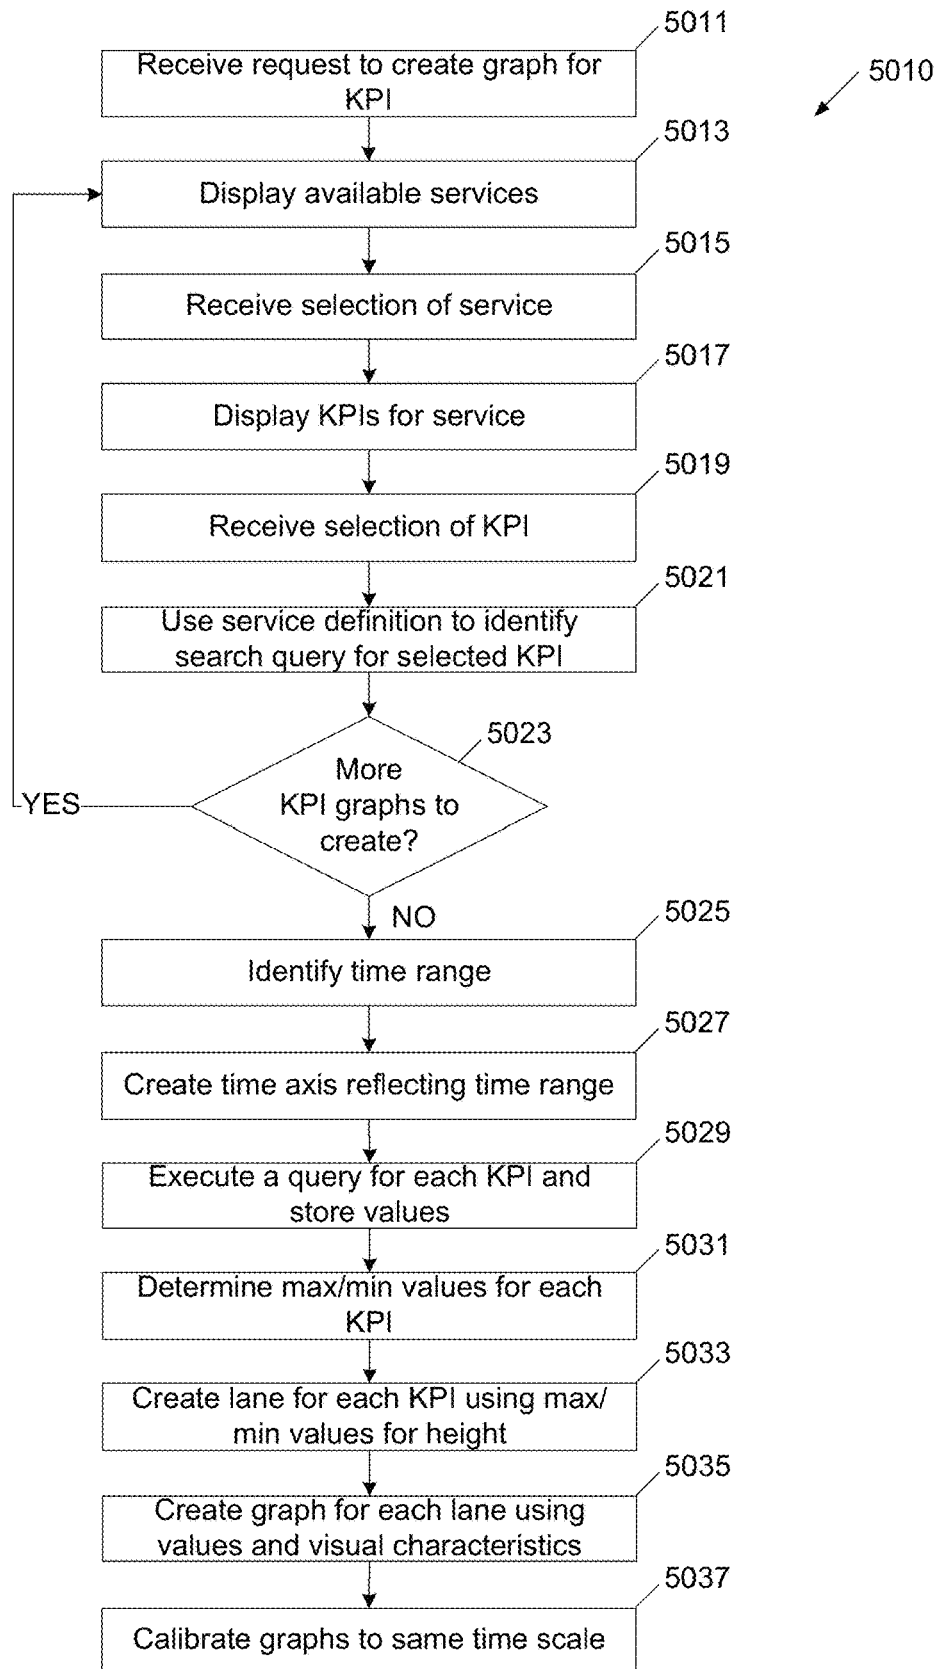 5011
Receive request to create graph for
KPI
5010
5013
Display available services
5015
Receive selection of service
5017
Display KPIs for service
5019
Receive selection of KPI
5021
Use service definition to identify
search query for selected KPI
5023
More
KPI graphs to
create?
YES
NO
5025
Identify time range
5027
Create time axis reflecting time range
5029
Execute a query for each KPI and
store values
5031
Determine max/min values for each
KPI
5033
Create lane for each KPI using max/
min values for height
5035
Create graph for each lane using
values and visual characteristics
5037
Calibrate graphs to same time scale